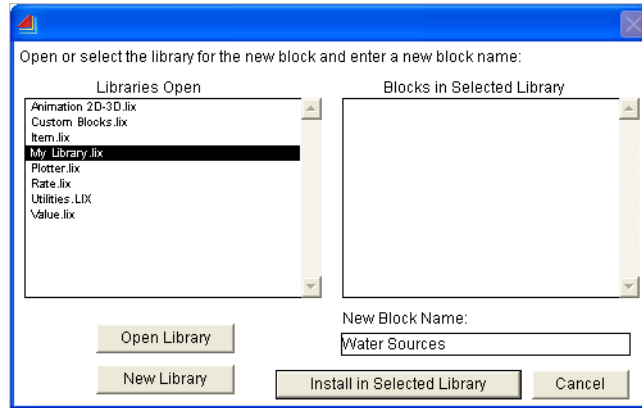 Open or select the library for the new block and enter a new block name:
Libraries Open
Blocks in Selected Library
Animation 2D-3D.lix
Custom Blocks.lix
Item.lix
My Library.lix
Plotter.lix
Rate.lix
Utilities.LIX
Value.lix
New Block Name:
Water Sources
Open Library
New Library
Install in Selected Library
Cancel